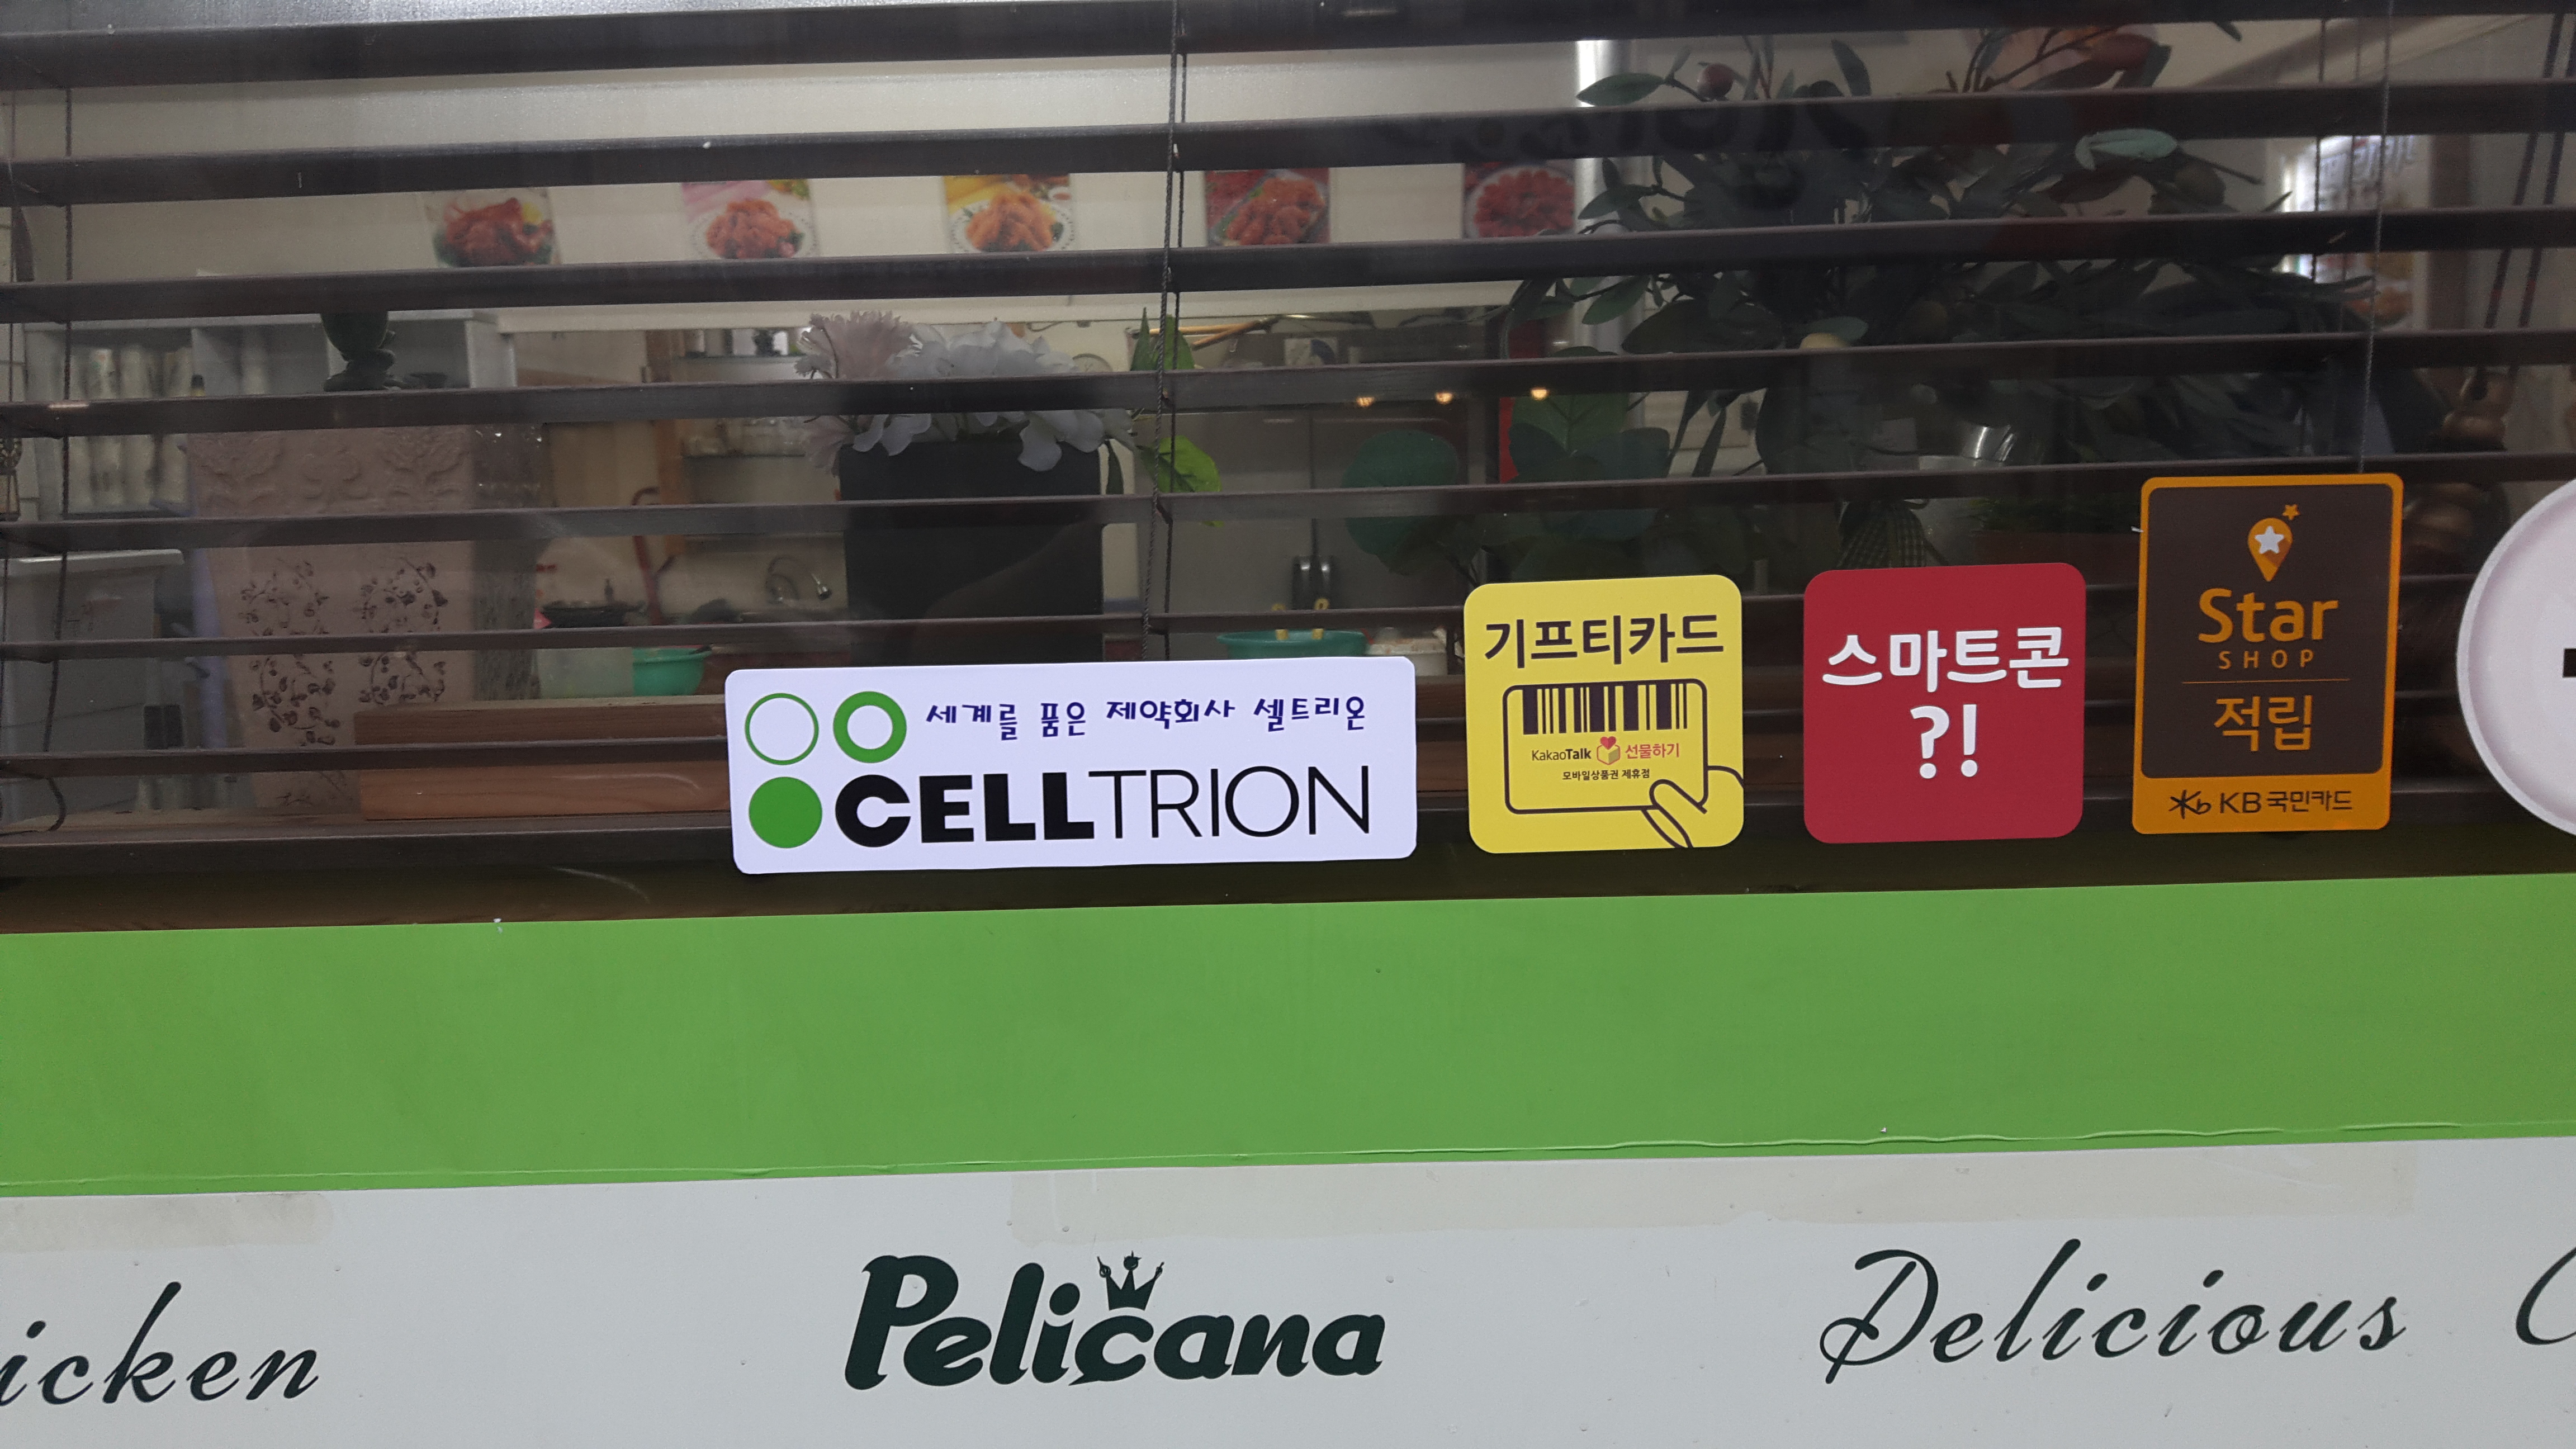 세계를 품은 제약회사 셀트리온
CELLTRION
기프티카드
KakaoTalk 선물하기
모바일상품권 제휴점
스마트콘
?!
Star
SHOP
적립
KB 국민카드
icken
Pelicana
Delicious